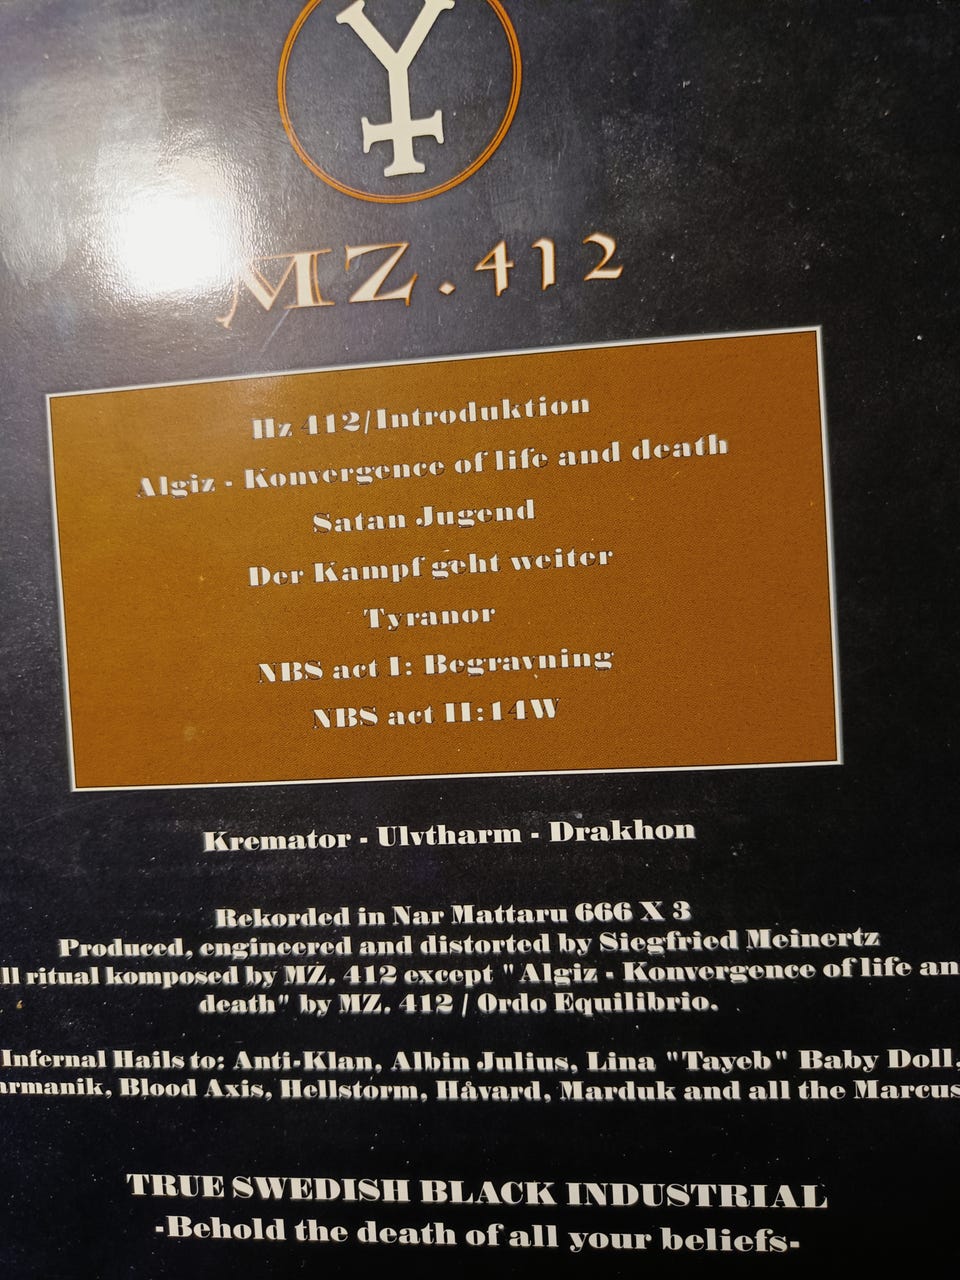 MZ.412
Hz 412/Introduktion
Algiz - Konvergence of life and death
Satan Jugend
Der Kampf geht weiter
Tyranor
NBS act I: Begravning
NBS act II:14W
Kremator - Ulvtharm - Drakhon
Rekorded in Nar Mattaru 666 X 3
Produced, engineered and distorted by Siegfried Meinertz
ritual komposed by MZ. 412 except "Algiz - Konvergence of life
death" by MZ. 412 / Ordo Equilibrio.
Infernal Hails to: Anti-Klan, Albin Julius, Lina "Tayeb" Baby Doll,
Blood Axis, Hellstorm, Håvard, Marduk and all the Marcus
TRUE SWEDISH BLACK INDUSTRIAL
-Behold the death of all your beliefs-